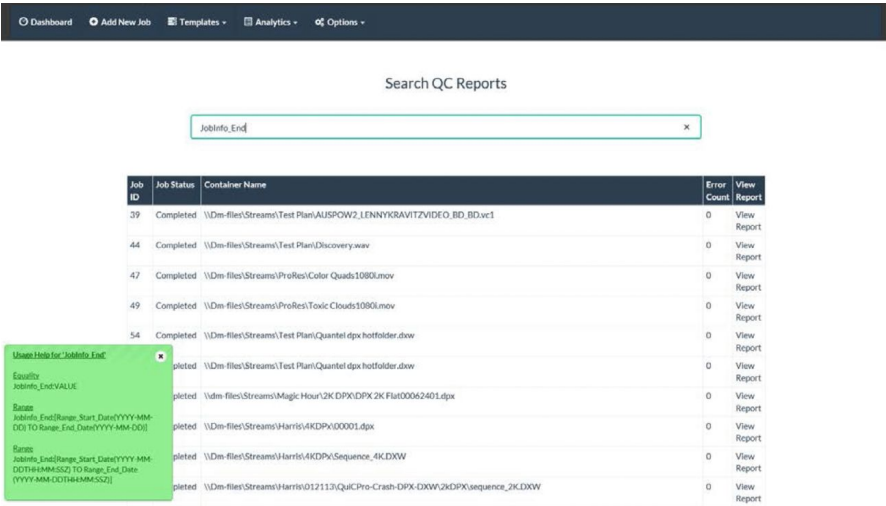 Dashboard Add New Job Templates Analytics Options
Search QC Reports
JobInfo_End ×
Job ID Job Status Container Name Error Count View Report
39 Completed \\Dm-files\Streams\Test Plan\AUSPOW2_LENNYKRAVITZVIDEO_BD_BD.vc1 0 View Report
44 Completed \\Dm-files\Streams\Test Plan\Discovery.wav 0 View Report
47 Completed \\Dm-files\Streams\ProRes\Color Quads1080i.mov 0 View Report
49 Completed \\Dm-files\Streams\ProRes\Toxic Clouds1080i.mov 0 View Report
54 Completed \\Dm-files\Streams\Test Plan\Quantel dpx hotfolder.dxw 0 View Report
pleted \\Dm-files\Streams\Test Plan\Quantel dpx hotfolder.dxw 0 View Report
pleted \\dm-files\Streams\Magic Hour\2K DPX\DPX 2K Flat00062401.dpx 0 View Report
pleted \\Dm-files\Streams\Harris\4KDPx\00001.dpx 0 View Report
pleted \\Dm-files\Streams\Harris\4KDPx\Sequence_4K.DXW 0 View Report
pleted \\Dm-files\Streams\Harris\012113\QuiCPro-Crash-DPX-DXW\2kDPX\sequence_2K.DXW 0 View Report
Usage Help for 'JobInfo_End'
Equality
JobInfo_End:VALUE
Range
JobInfo_End:[Range_Start_Date(YYYY-MM-
DD) TO Range_End_Date(YYYY-MM-DD)]
Range
JobInfo_End:[Range_Start_Date(YYYY-MM-
DDTHH:MM:SSZ) TO Range_End_Date
(YYYY-MM-DDTHH:MM:SSZ)]